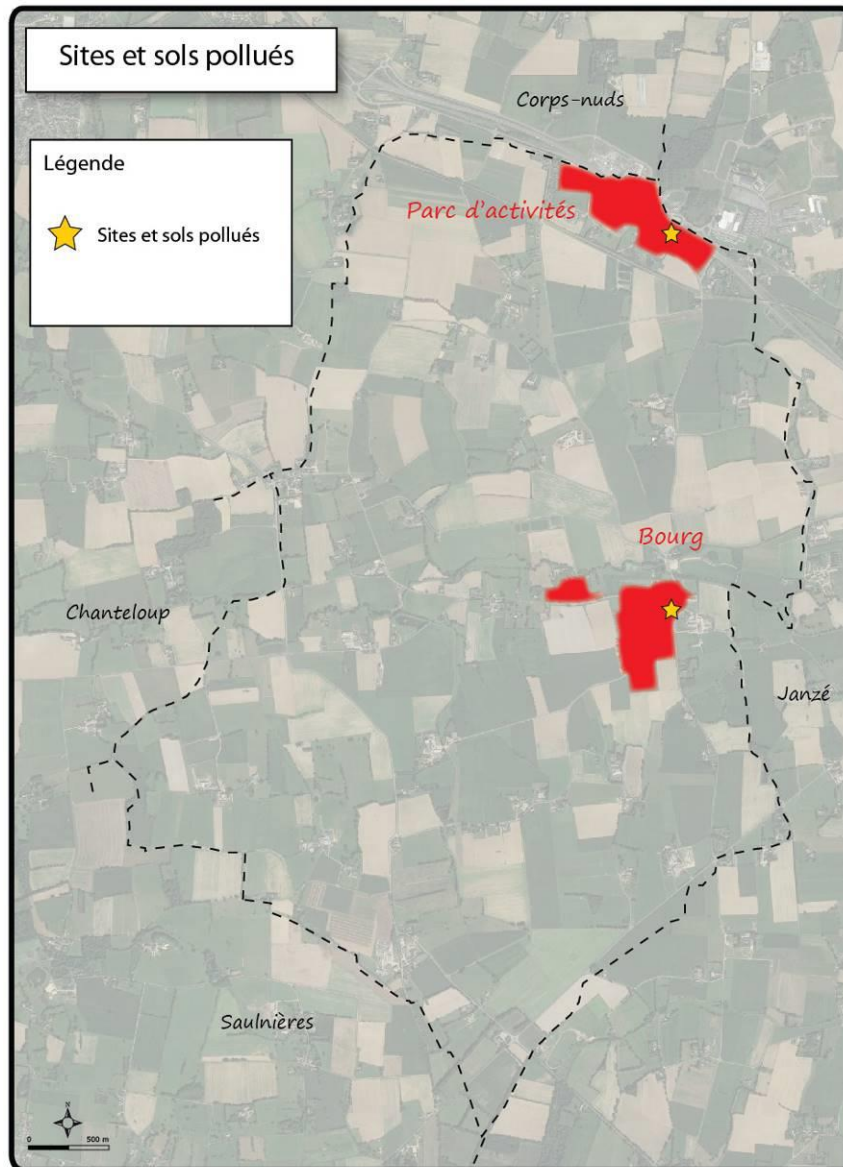 Sites et sols pollués
Corps-nuds
Légende
Sites et sols pollués
Parc d'activités
Bourg
Chanteloup
Janzé
Saulnières
N
0 500 m